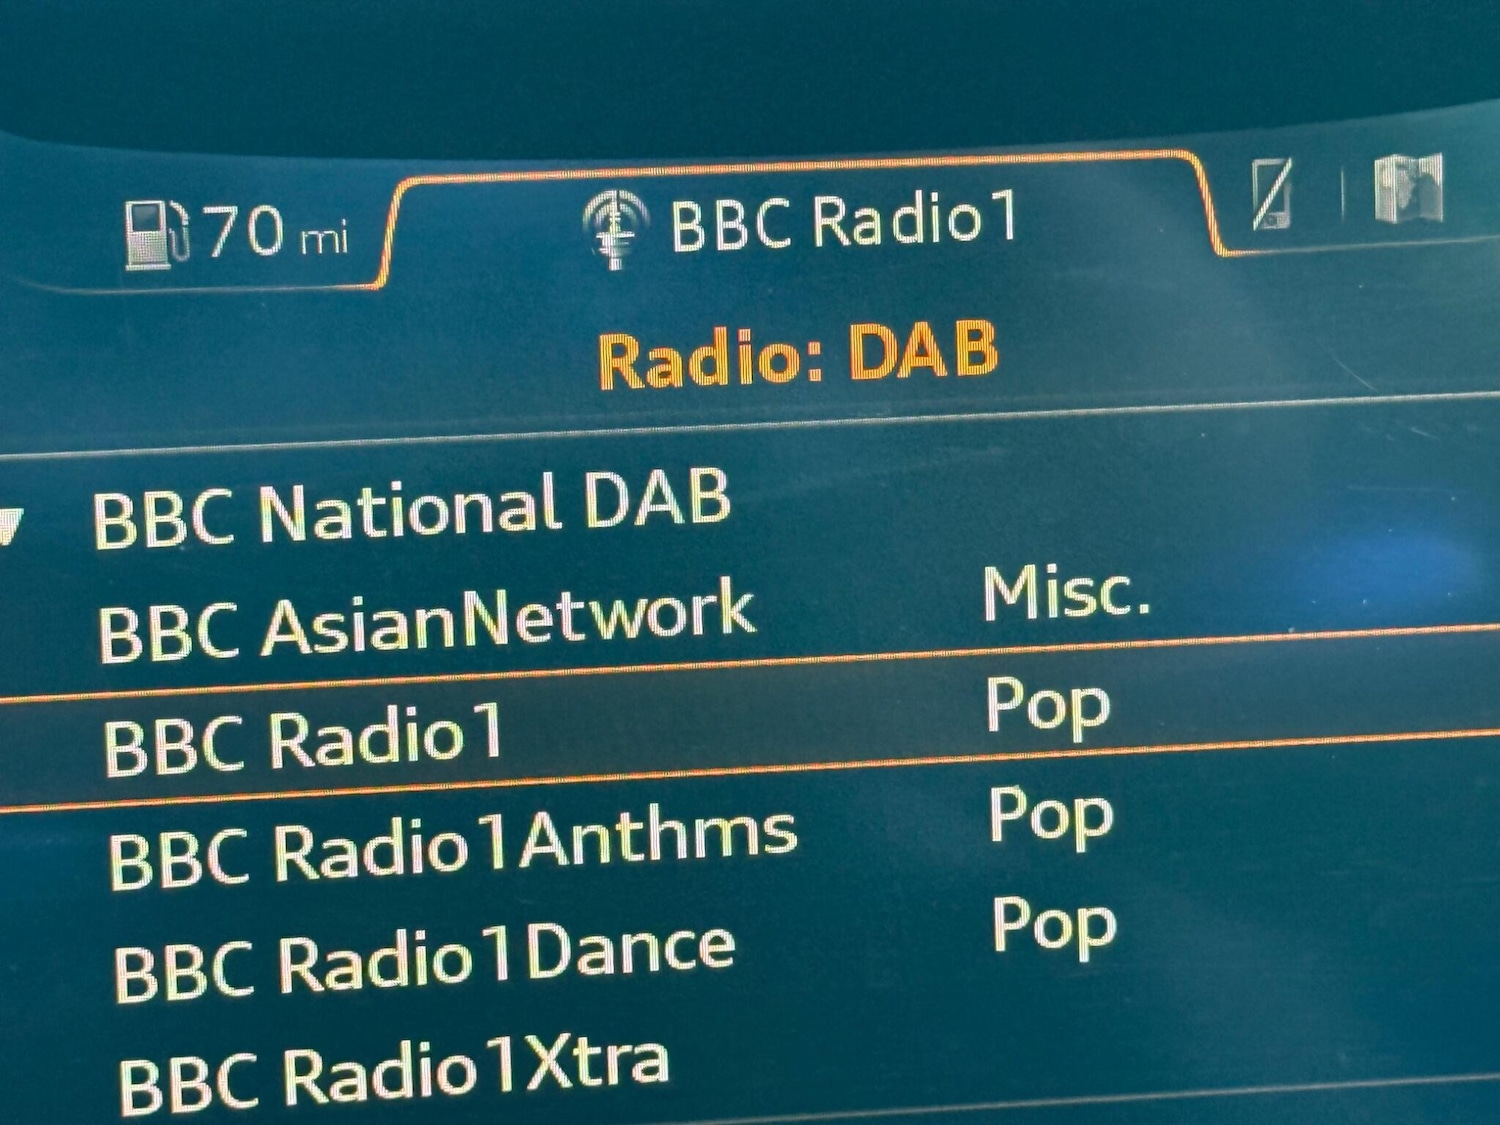 70 mi
BBC Radio1
Radio: DAB
BBC National DAB
BBC AsianNetwork Misc.
BBC Radio1 Pop
BBC Radio1Anthms Pop
BBC Radio1Dance Pop
BBC Radio1Xtra